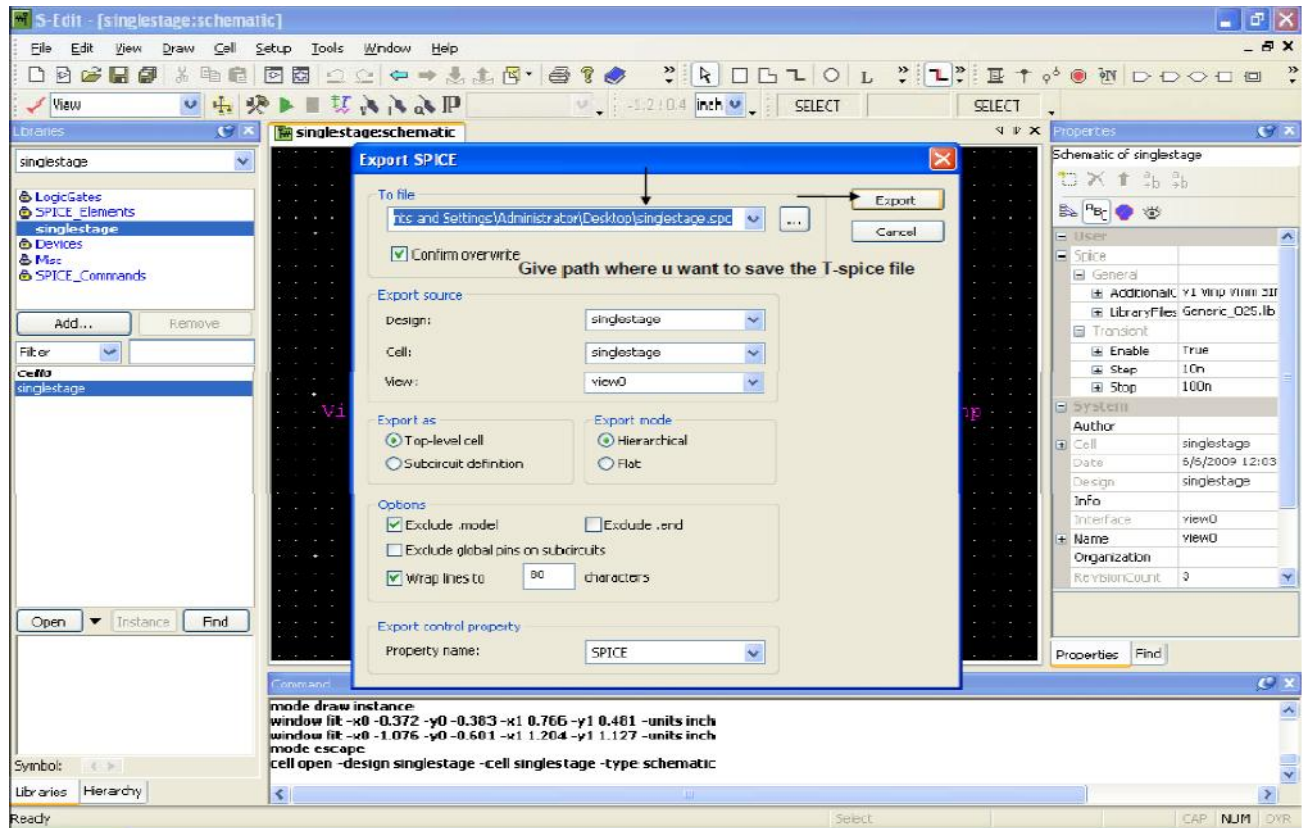 S-Edit - [singlestage:schematic]
File Edit View Draw Cell Setup Tools Window Help
View
-1.2 : 0.4 inch SELECT SELECT
Libraries
singlestage
LogicGates
SPICE_Elements
singlestage
Devices
Misc
SPICE_Commands
Add... Remove
Filter
Cells
singlestage
Open Instance Find
Symbol:
Libraries Hierarchy
singlestage:schematic
Vi
Export SPICE
To file
nts and Settings\Administrator\Desktop\singlestage.spc
...
Export
Cancel
Confirm overwrite
Give path where u want to save the T-spice file
Export source
Design: singlestage
Cell: singlestage
View: view0
Export as
Top-level cell
Subcircuit definition
Export mode
Hierarchical
Flat
Options
Exclude .model
Exclude .end
Exclude global pins on subcircuits
Wrap lines to 80 characters
Export control property
Property name: SPICE
Properties
Schematic of singlestage
User
Spice
General
AdditionalC v1 vinp vinm SIN
LibraryFiles Generic_025.lib
Transient
Enable True
Step 10n
Stop 100n
System
Author
Cell singlestage
Date 6/6/2009 12:03
Design singlestage
Info
Interface view0
Name view0
Organization
RevisionCount
Properties Find
Command
mode draw instance
window fit -x0 -0.372 -y0 -0.383 -x1 0.766 -y1 0.481 -units inch
window fit -x0 -1.076 -y0 -0.601 -x1 1.204 -y1 1.127 -units inch
mode escape
cell open -design singlestage -cell singlestage -type schematic
Ready
Select
CAP NUM OVR